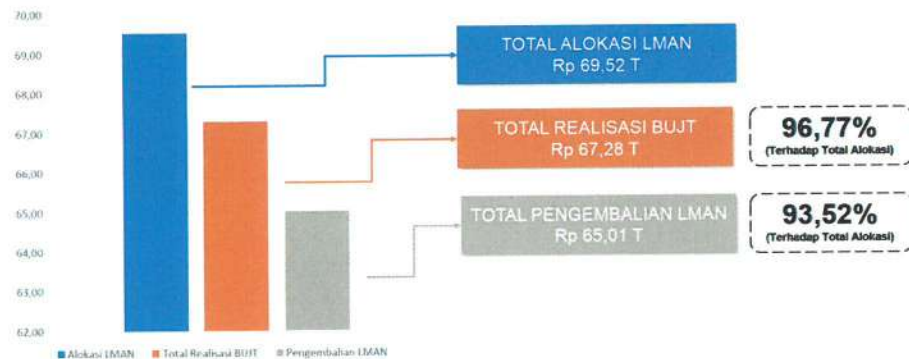 70,00
69,00
68,00
67,00
66,00
65,00
64,00
63,00
62,00
TOTAL ALOKASI LMAN
Rp 69,52 T
TOTAL REALISASI BUJT
Rp 67,28 T
96,77%
(Terhadap Total Alokasi)
TOTAL PENGEMBALIAN LMAN
Rp 65,01 T
93,52%
(Terhadap Total Alokasi)
Alokasi LMAN
Total Realisasi BUJT
Pengembalian LMAN